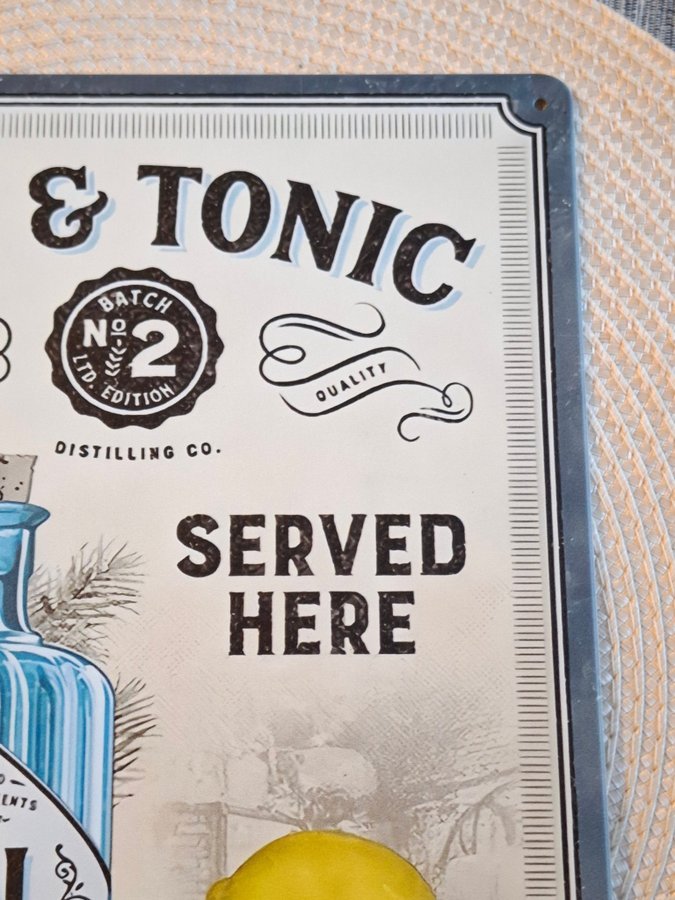 & TONIC
BATCH
Nº 2
LTD. EDITION
QUALITY
DISTILLING CO.
SERVED
HERE